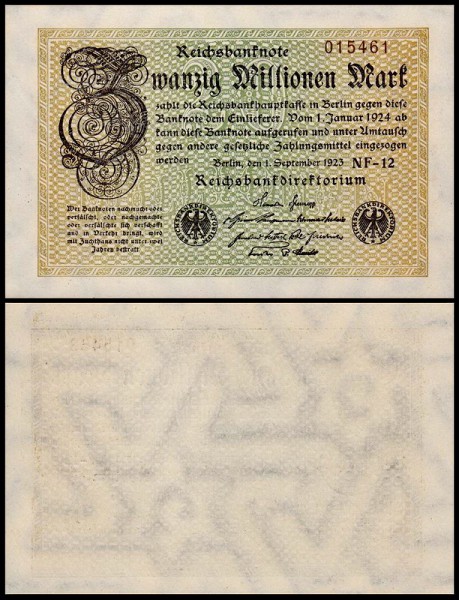 Reichsbanknote
015461
Zwanzig Millionen Mark
zahlt die Reichsbankhauptkasse in Berlin gegen diese
Banknote dem Einlieferer. Vom 1. Januar 1924 ab
kann diese Banknote aufgerufen und unter Umtausch
gegen andere gesetzliche Zahlungsmittel eingezogen
werden
Berlin, den 1. September 1923 NF-12
Reichsbankdirektorium
Wer Banknoten nachmacht oder
verfälscht, oder nachgemachte
oder verfälschte sich verschafft
und in Verkehr bringt, wird
mit Zuchthaus nicht unter zwei
Jahren bestraft
REICHSBANKDIREKTORIUM
REICHSBANKDIREKTORIUM